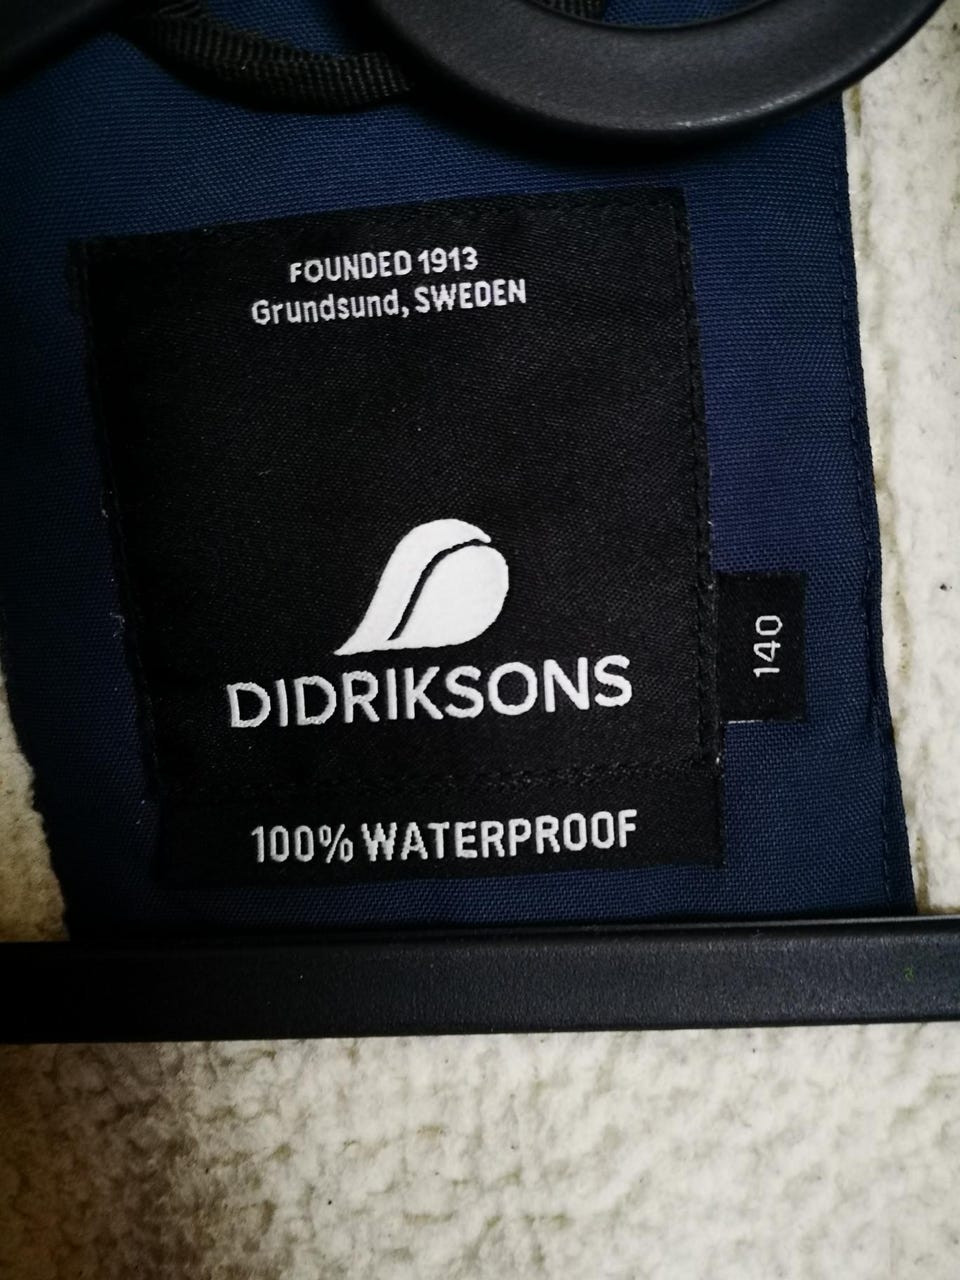 FOUNDED 1913
Grundsund, SWEDEN
DIDRIKSONS
140
100% WATERPROOF